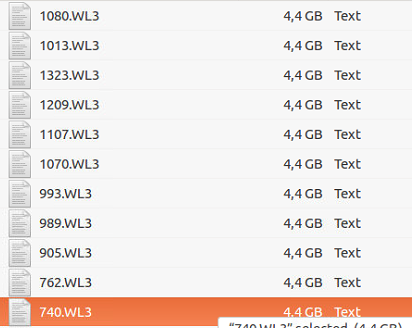 1080.WL3 4,4 GB Text
1013.WL3 4,4 GB Text
1323.WL3 4,4 GB Text
1209.WL3 4,4 GB Text
1107.WL3 4,4 GB Text
1070.WL3 4,4 GB Text
993.WL3 4,4 GB Text
989.WL3 4,4 GB Text
905.WL3 4,4 GB Text
762.WL3 4,4 GB Text
740.WL3 4,4 GB Text
"740.WL3" selected (4,4 GB)